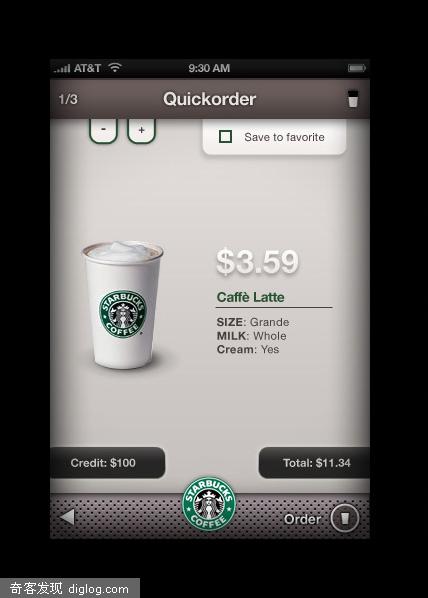 AT&T 9:30 AM
1/3 Quickorder
- +
Save to favorite
$3.59
Caffè Latte
SIZE: Grande
MILK: Whole
Cream: Yes
STARBUCKS
COFFEE
Credit: $100
Total: $11.34
STARBUCKS
COFFEE
Order
奇客发现 diglog.com